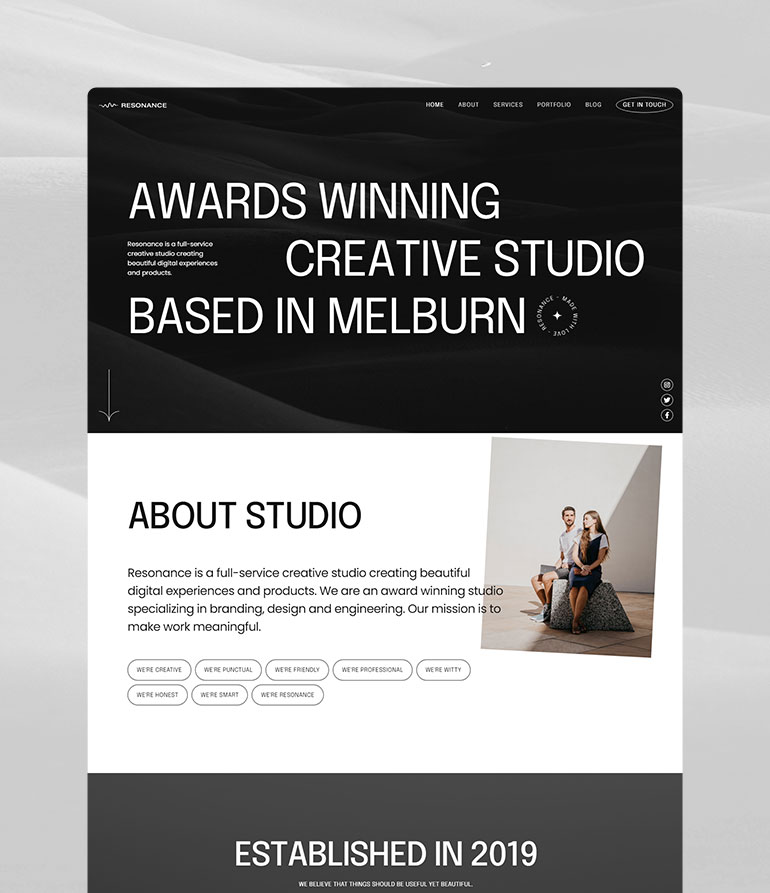 RESONANCE
HOME ABOUT SERVICES PORTFOLIO BLOG GET IN TOUCH
AWARDS WINNING
Resonance is a full-service
creative studio creating
beautiful digital experiences
and products.
CREATIVE STUDIO
BASED IN MELBURN
RESONANCE - MADE WITH LOVE -
ABOUT STUDIO
Resonance is a full-service creative studio creating beautiful
digital experiences and products. We are an award winning studio
specializing in branding, design and engineering. Our mission is to
make work meaningful.
WE'RE CREATIVE WE'RE PUNCTUAL WE'RE FRIENDLY WE'RE PROFESSIONAL WE'RE WITTY
WE'RE HONEST WE'RE SMART WE'RE RESONANCE
ESTABLISHED IN 2019
WE BELIEVE THAT THINGS SHOULD BE USEFUL YET BEAUTIFUL.